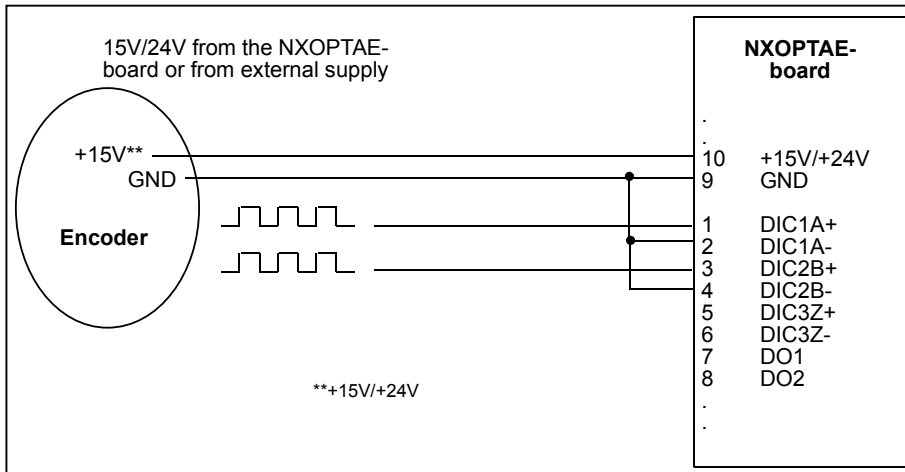 15V/24V from the NXOPTAE-
board or from external supply
NXOPTAE-
board
.
.
+15V**
10 +15V/+24V
GND
9 GND
Encoder
1 DIC1A+
2 DIC1A-
3 DIC2B+
4 DIC2B-
5 DIC3Z+
6 DIC3Z-
7 DO1
8 DO2
**+15V/+24V
.
.